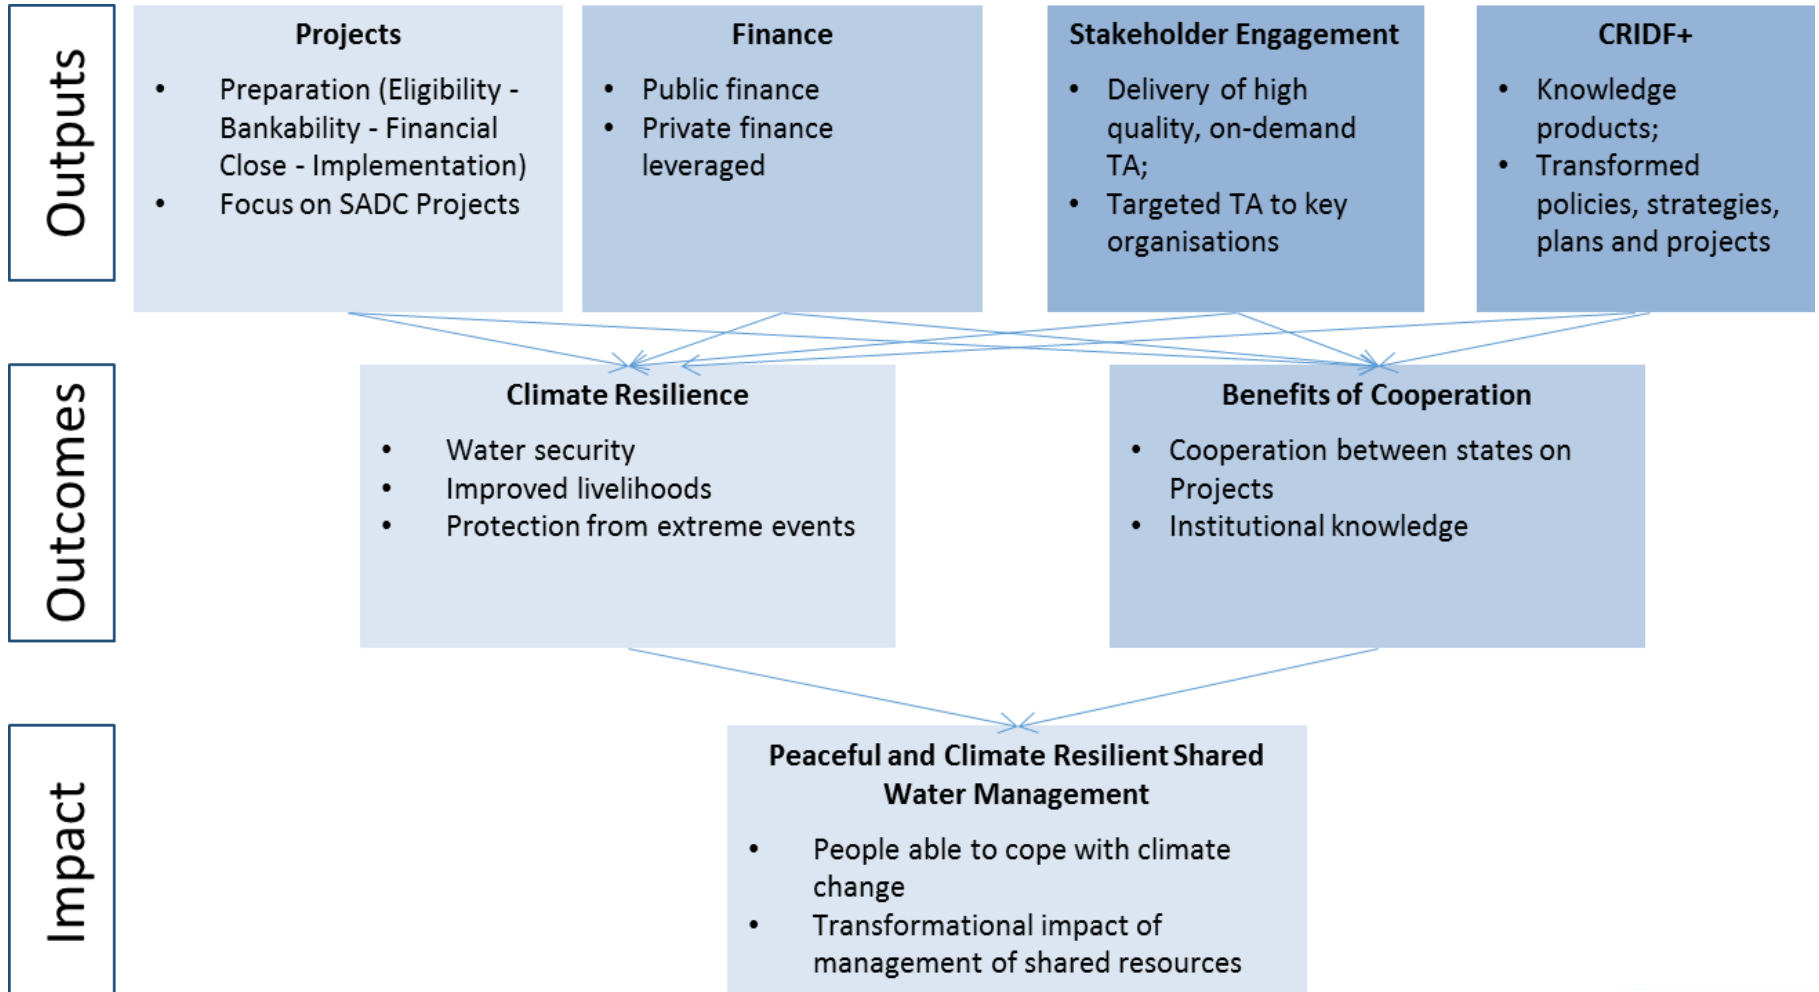 Outputs
Projects
• Preparation (Eligibility -
Bankability - Financial
Close - Implementation)
• Focus on SADC Projects
Finance
• Public finance
• Private finance
leveraged
Stakeholder Engagement
• Delivery of high
quality, on-demand
TA;
• Targeted TA to key
organisations
CRIDF+
• Knowledge
products;
• Transformed
policies, strategies,
plans and projects
Outcomes
Climate Resilience
• Water security
• Improved livelihoods
• Protection from extreme events
Benefits of Cooperation
• Cooperation between states on
Projects
• Institutional knowledge
Impact
Peaceful and Climate Resilient Shared
Water Management
• People able to cope with climate
change
• Transformational impact of
management of shared resources